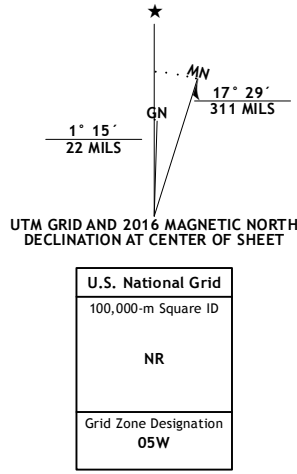 MN
GN
17° 29´
311 MILS
1° 15´
22 MILS
UTM GRID AND 2016 MAGNETIC NORTH
DECLINATION AT CENTER OF SHEET
U.S. National Grid
100,000-m Square ID
NR
Grid Zone Designation
05W